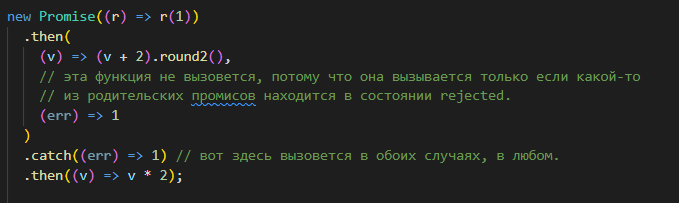 new Promise((r) => r(1))
  .then(
    (v) => (v + 2).round2(),
    // эта функция не вызовется, потому что она вызывается только если какой-то
    // из родительских промисов находится в состоянии rejected.
    (err) => 1
  )
  .catch((err) => 1) // вот здесь вызовется в обоих случаях, в любом.
  .then((v) => v * 2);